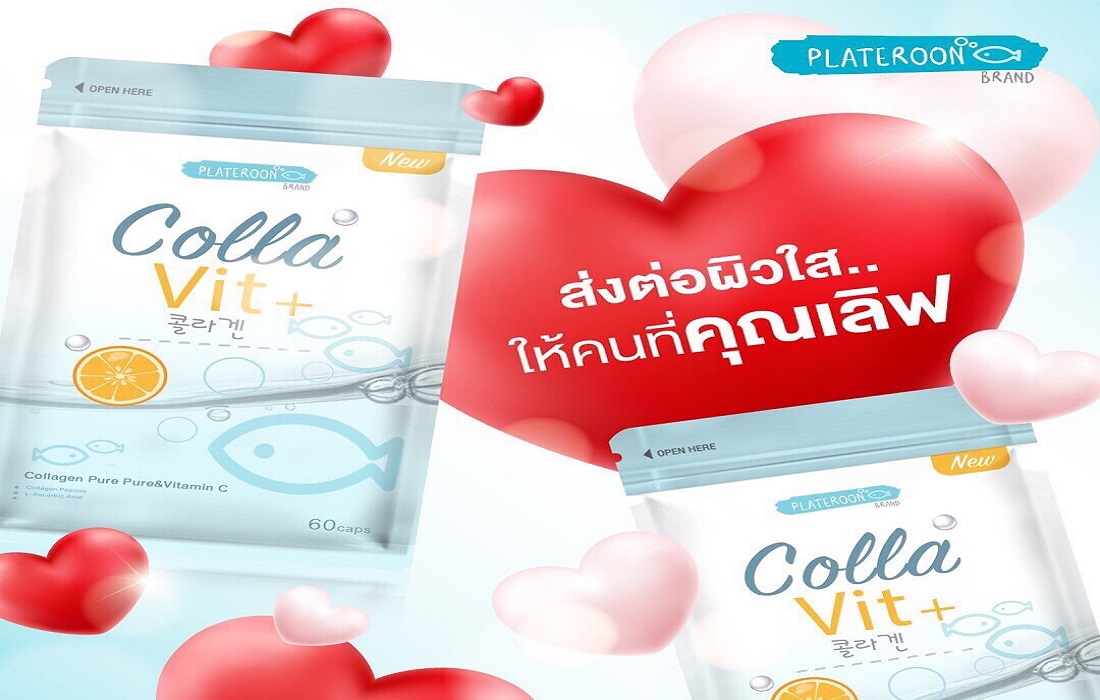 PLATEROON
BRAND
OPEN HERE
New
PLATEROON
BRAND
Colla
Vit+
콜라겐
Collagen Pure Pure&Vitamin C
Collagen Peptide
L-Ascorbic Acid
60caps
ส่งต่อผิวใส..
ให้คนที่คุณเลิฟ
OPEN HERE
New
PLATEROON
BRAND
Colla
Vit+
콜라겐